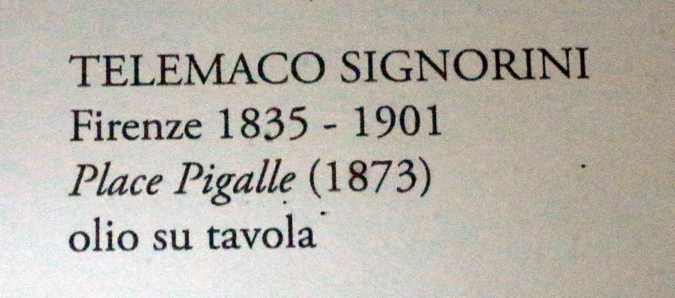 TELEMACO SIGNORINI
Firenze 1835 - 1901
Place Pigalle (1873)
olio su tavola